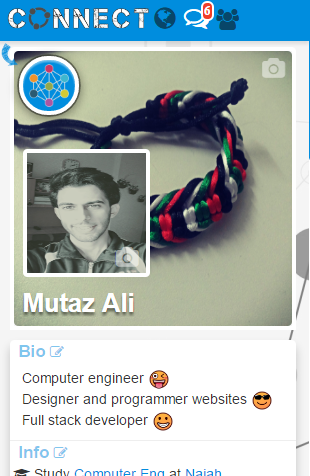 CONNECT
6
Mutaz Ali
Bio
Computer engineer 😜
Designer and programmer websites 😎
Full stack developer 😀
Info
Study Computer Eng at Najah